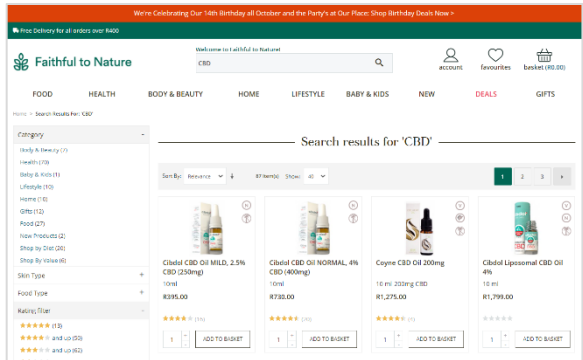 We're Celebrating Our 14th Birthday all October and the Party's at Our Place: Shop Birthday Deals Now >
Free Delivery for all orders over R400
Welcome to Faithful to Nature!
Faithful to Nature
CBD
account
favourites
basket (R0.00)
FOOD HEALTH BODY & BEAUTY HOME LIFESTYLE BABY & KIDS NEW DEALS GIFTS
Home > Search Results for: 'CBD'
Category -
Body & Beauty (7)
Health (70)
Baby & Kids (1)
Lifestyle (10)
Home (10)
Gifts (12)
Food (27)
New Products (2)
Shop by Diet (20)
Shop By Value (6)
Skin Type +
Food Type +
Rating Filter -
(13)
and up (59)
and up (62)
Search results for 'CBD'
Sort By: Relevance
87 item(s) Show: 40
1 2 3 >
Cibdol CBD Oil MILD, 2.5% CBD (250mg)
10ml
R395.00
1 ADD TO BASKET
Cibdol CBD Oil NORMAL, 4% CBD (400mg)
10ml
R730.00
1 ADD TO BASKET
Coyne CBD Oil 200mg
10 ml 200mg CBD
R1,275.00
1 ADD TO BASKET
Cibdol Liposomal CBD Oil 4%
10 ml
R1,799.00
1 ADD TO BASKET